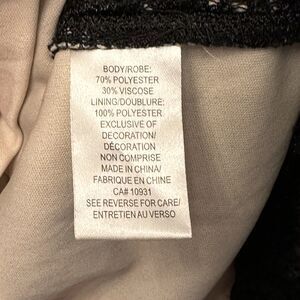 BODY/ROBE:
70% POLYESTER
30% VISCOSE
LINING/DOUBLURE:
100% POLYESTER
EXCLUSIVE OF
DECORATION/
DÉCORATION
NON COMPRISE
MADE IN CHINA/
FABRIQUE EN CHINE
CA# 10931
SEE REVERSE FOR CARE/
ENTRETIEN AU VERSO